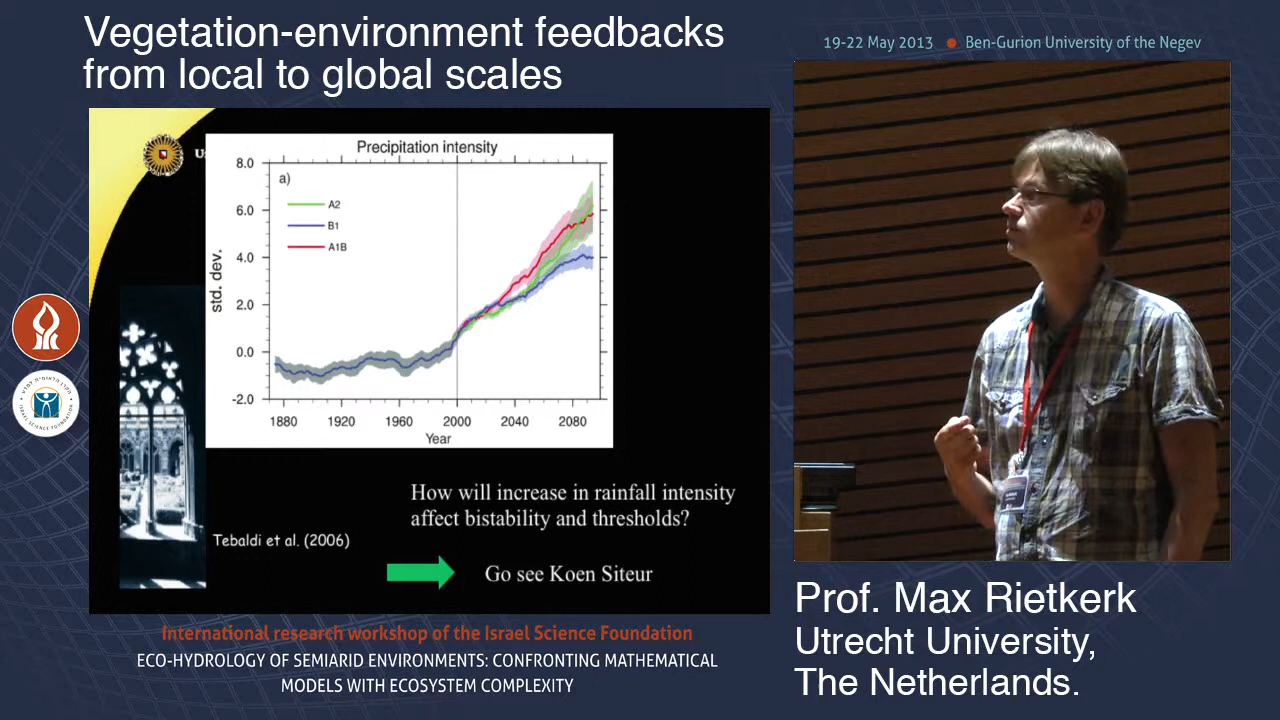 Vegetation-environment feedbacks
from local to global scales
19-22 May 2013 ● Ben-Gurion University of the Negev
Precipitation intensity
a)
A2
B1
A1B
std. dev.
8.0
6.0
4.0
2.0
0.0
-2.0
1880 1920 1960 2000 2040 2080
Year
How will increase in rainfall intensity
affect bistability and thresholds?
Tebaldi et al. (2006)
Go see Koen Siteur
International research workshop of the Israel Science Foundation
ECO-HYDROLOGY OF SEMIARID ENVIRONMENTS: CONFRONTING MATHEMATICAL
MODELS WITH ECOSYSTEM COMPLEXITY
Prof. Max Rietkerk
Utrecht University,
The Netherlands.
ISRAEL SCIENCE FOUNDATION